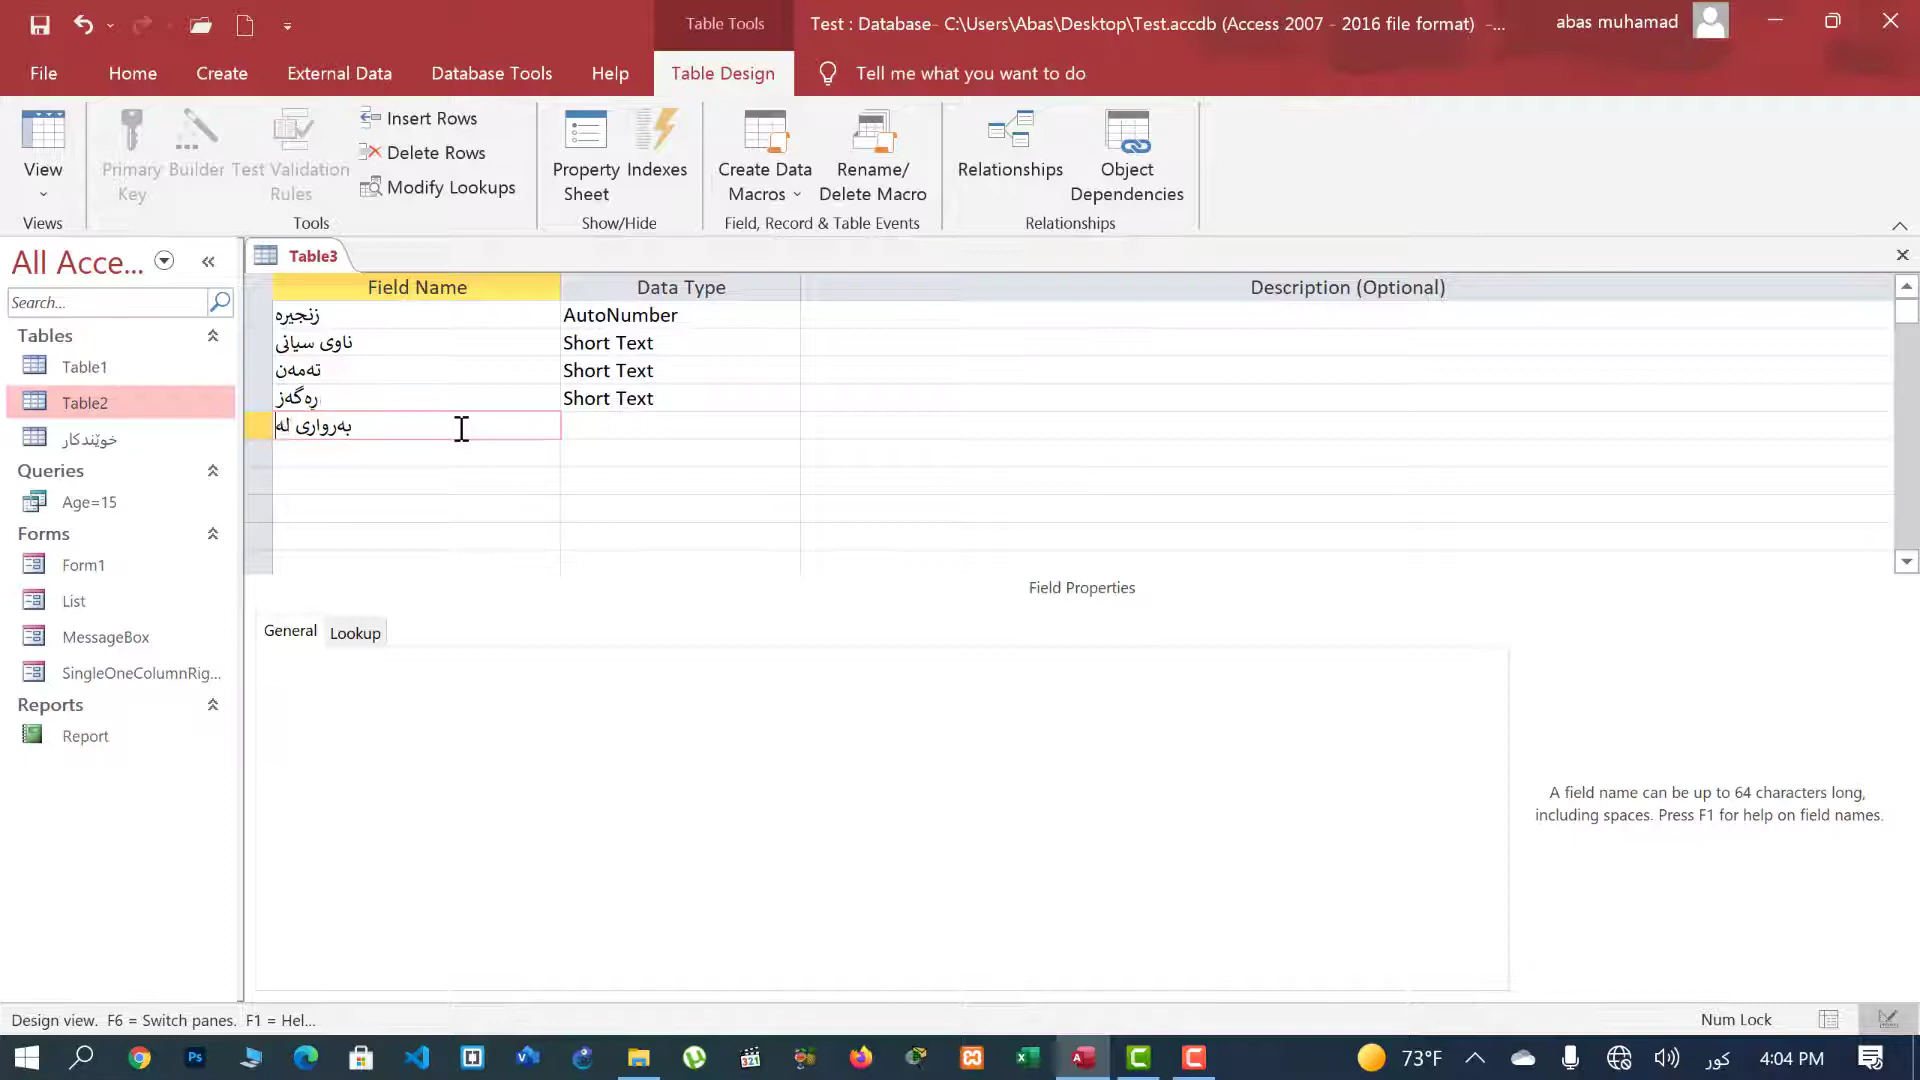 Table Tools
Test : Database- C:\Users\Abas\Desktop\Test.accdb (Access 2007 - 2016 file format) -...
abas muhamad
File
Home
Create
External Data
Database Tools
Help
Table Design
Tell me what you want to do
View
Primary Key
Builder
Test Validation Rules
Insert Rows
Delete Rows
Modify Lookups
Property Sheet
Indexes
Create Data Macros
Rename/ Delete Macro
Relationships
Object Dependencies
Views
Tools
Show/Hide
Field, Record & Table Events
Relationships
All Acce...
Search...
Tables
Table1
Table2
خوێندکار
Queries
Age=15
Forms
Form1
List
MessageBox
SingleOneColumnRig...
Reports
Report
Table3
Field Name
Data Type
Description (Optional)
زنجیرە
AutoNumber
ناوی سیانی
Short Text
تەمەن
Short Text
ڕەگەز
Short Text
بەرواری لە
Field Properties
General
Lookup
A field name can be up to 64 characters long, including spaces. Press F1 for help on field names.
Design view. F6 = Switch panes. F1 = Hel...
Num Lock
Ps
321
73°F
كور
4:04 PM